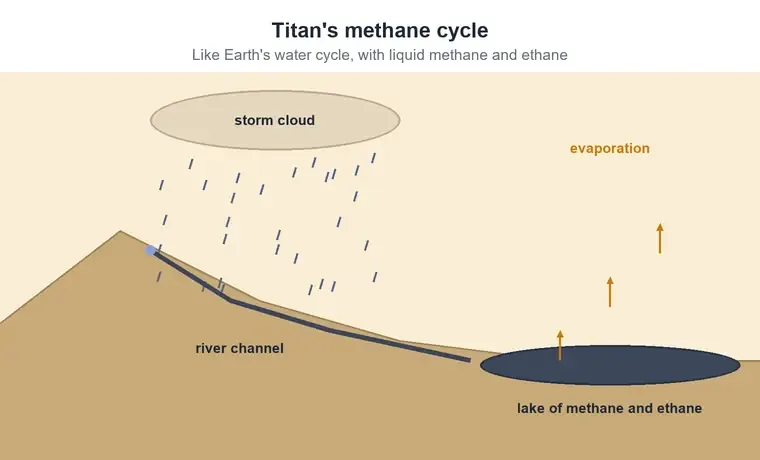 Titan's methane cycle
Like Earth's water cycle, with liquid methane and ethane
storm cloud
evaporation
river channel
lake of methane and ethane